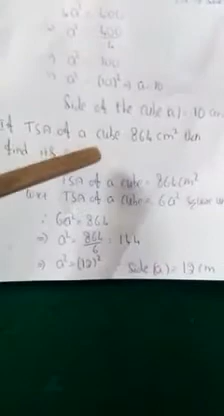 6a² = 600
⇒ a² = 600/6
⇒ a² = 100
⇒ a² = (10)² ⇒ a = 10
Side of the cube (a) = 10 cm
If TSA of a cube 864 cm² then
find its
TSA of a cube = 864 cm²
WKT TSA of a cube = 6a² square
∴ 6a² = 864
⇒ a² = 864/6 = 144
⇒ a² = (12)² side (a) = 12 cm